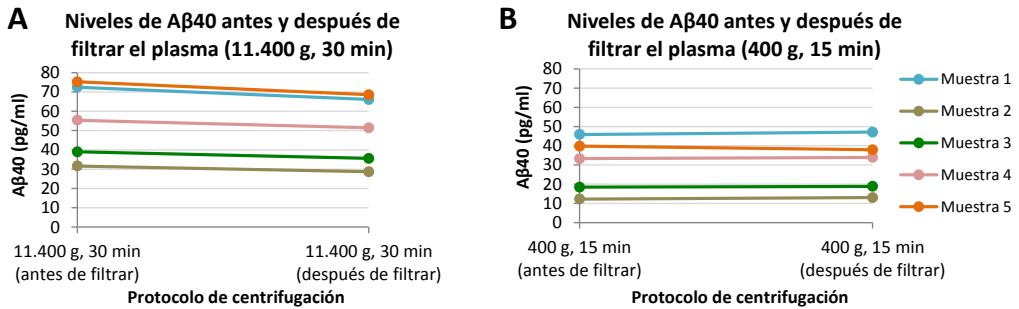 A
Niveles de Aβ40 antes y después de
filtrar el plasma (11.400 g, 30 min)
Aβ40 (pg/ml)
80
70
60
50
40
30
20
10
0
11.400 g, 30 min
(antes de filtrar)
11.400 g, 30 min
(después de filtrar)
Protocolo de centrifugación
B
Niveles de Aβ40 antes y después de
filtrar el plasma (400 g, 15 min)
Aβ40 (pg/ml)
80
70
60
50
40
30
20
10
0
400 g, 15 min
(antes de filtrar)
400 g, 15 min
(después de filtrar)
Protocolo de centrifugación
Muestra 1
Muestra 2
Muestra 3
Muestra 4
Muestra 5